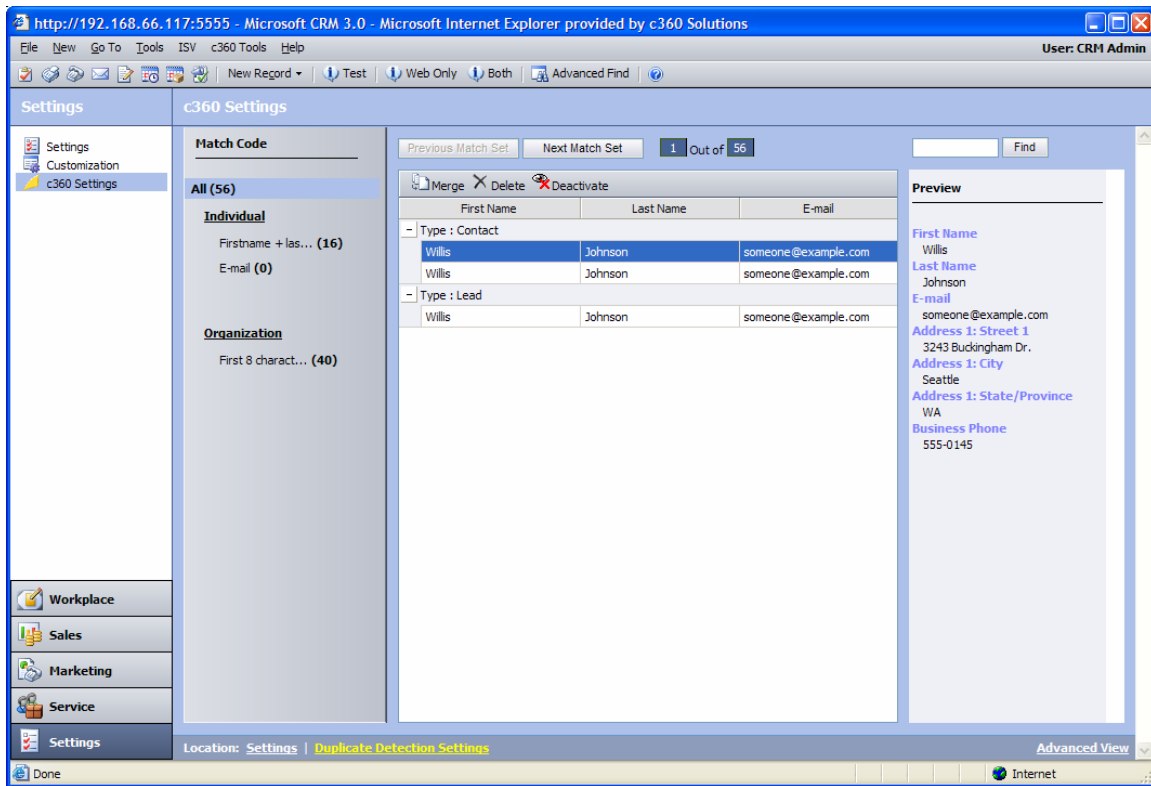 http://192.168.66.117:5555 - Microsoft CRM 3.0 - Microsoft Internet Explorer provided by c360 Solutions
File New Go To Tools ISV c360 Tools Help User: CRM Admin
New Record Test Web Only Both Advanced Find
Settings
c360 Settings
Settings
Customization
c360 Settings
Match Code
All (56)
Individual
Firstname + las... (16)
E-mail (0)
Organization
First 8 charact... (40)
Previous Match Set Next Match Set 1 Out of 56 Find
Merge Delete Deactivate
First Name Last Name E-mail
Type : Contact
Willis Johnson someone@example.com
Willis Johnson someone@example.com
Type : Lead
Willis Johnson someone@example.com
Preview
First Name
Willis
Last Name
Johnson
E-mail
someone@example.com
Address 1: Street 1
3243 Buckingham Dr.
Address 1: City
Seattle
Address 1: State/Province
WA
Business Phone
555-0145
Workplace
Sales
Marketing
Service
Settings
Location: Settings | Duplicate Detection Settings Advanced View
Done Internet